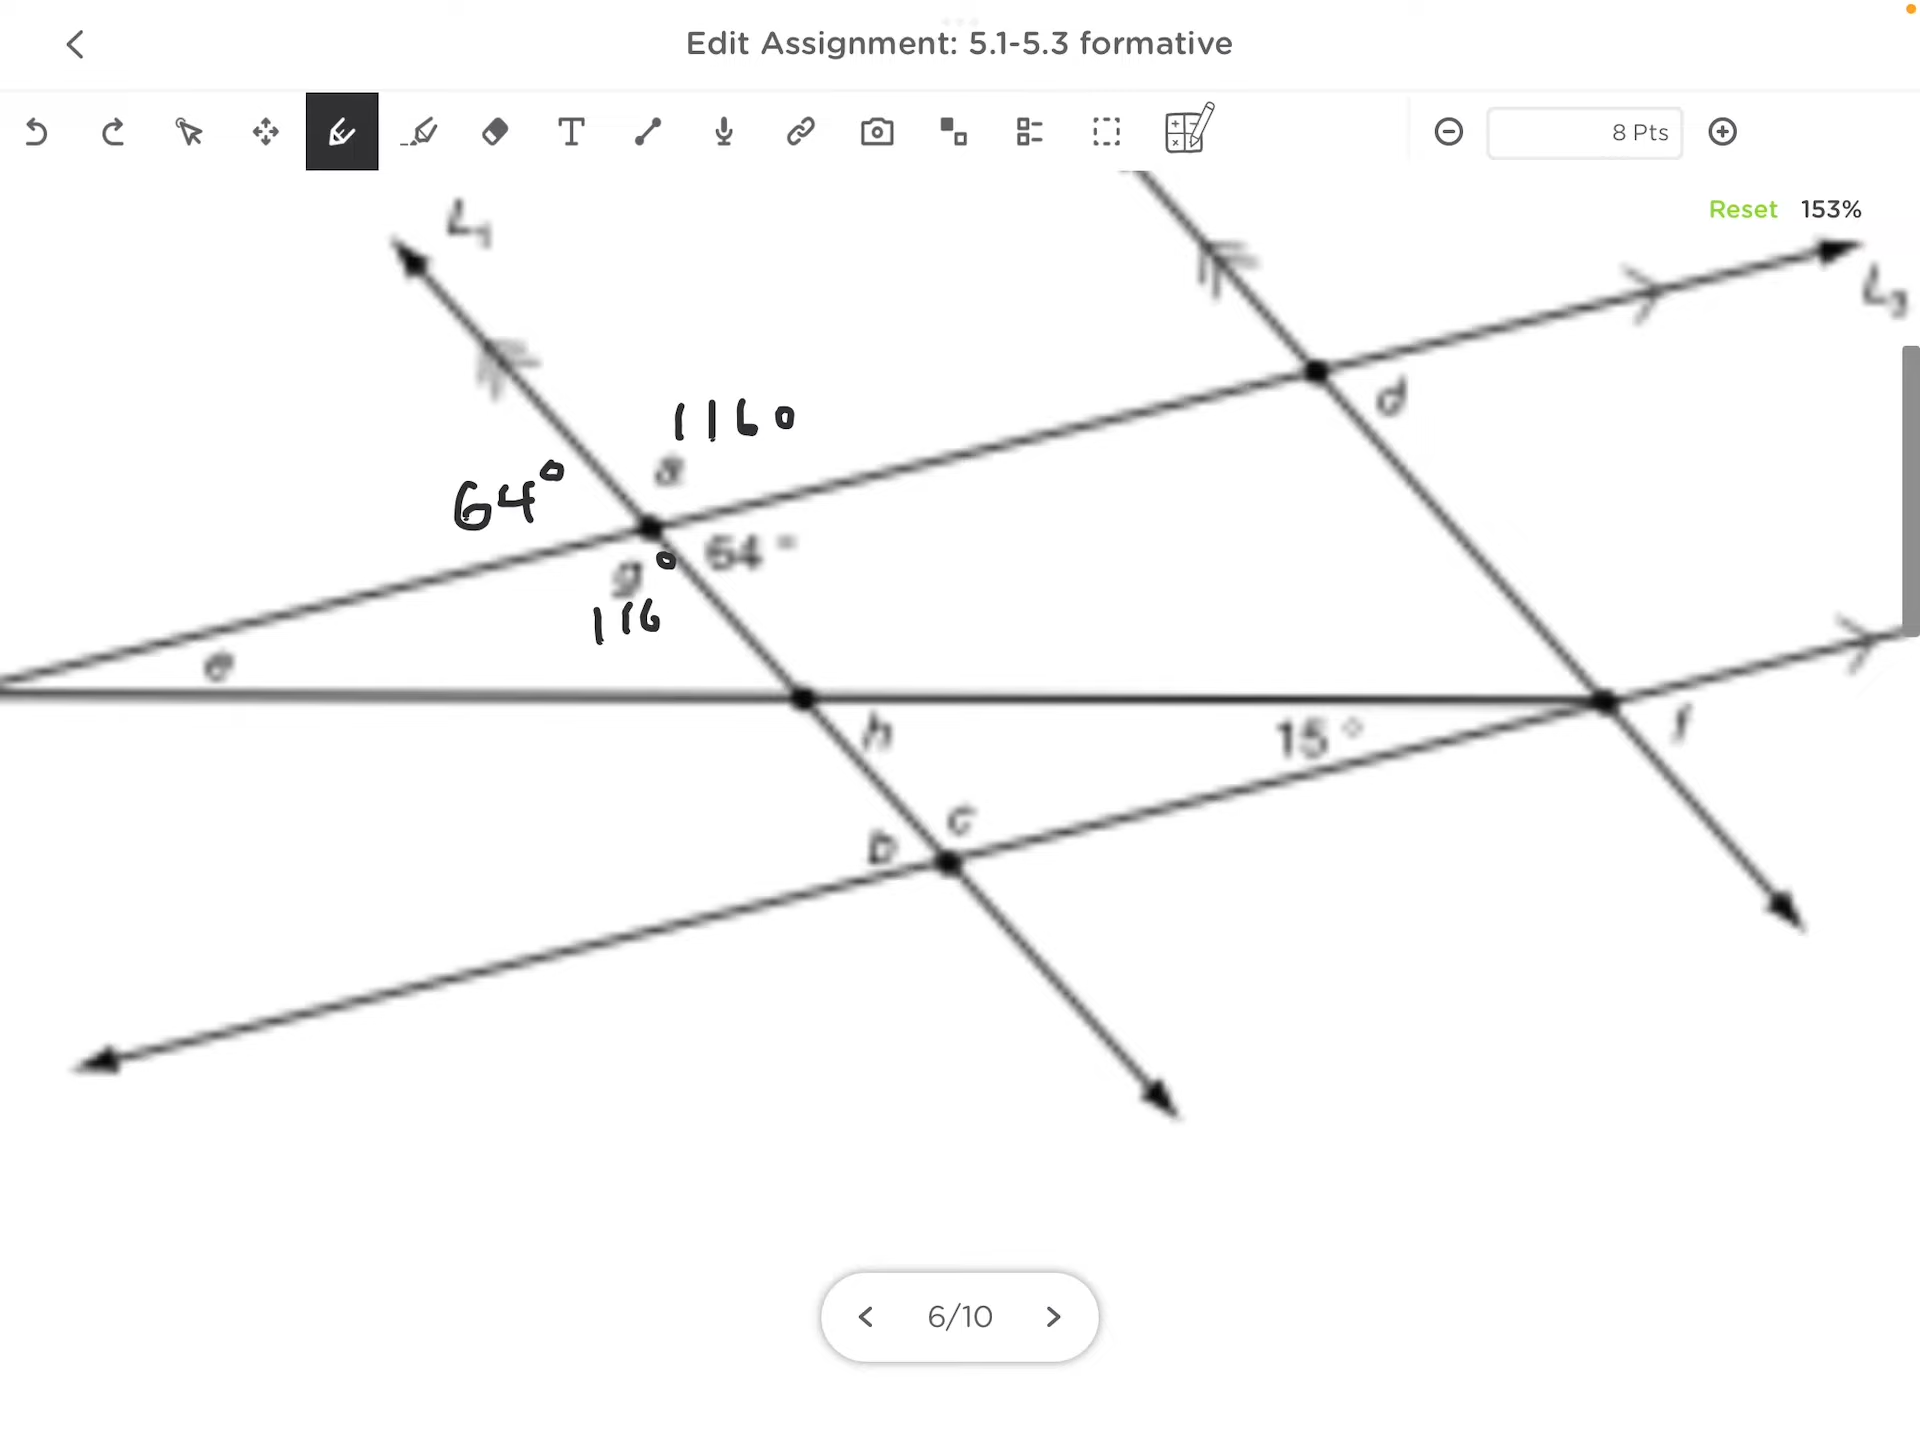 Edit Assignment: 5.1-5.3 formative
T
8 Pts
Reset 153%
L₁
L₃
116°
d
a
64°
64°
g°
116
e
h
15°
f
c
b
6/10